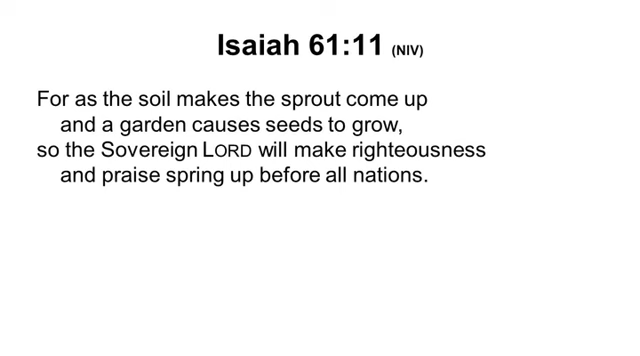 Isaiah 61:11 (NIV)
For as the soil makes the sprout come up
and a garden causes seeds to grow,
so the Sovereign LORD will make righteousness
and praise spring up before all nations.